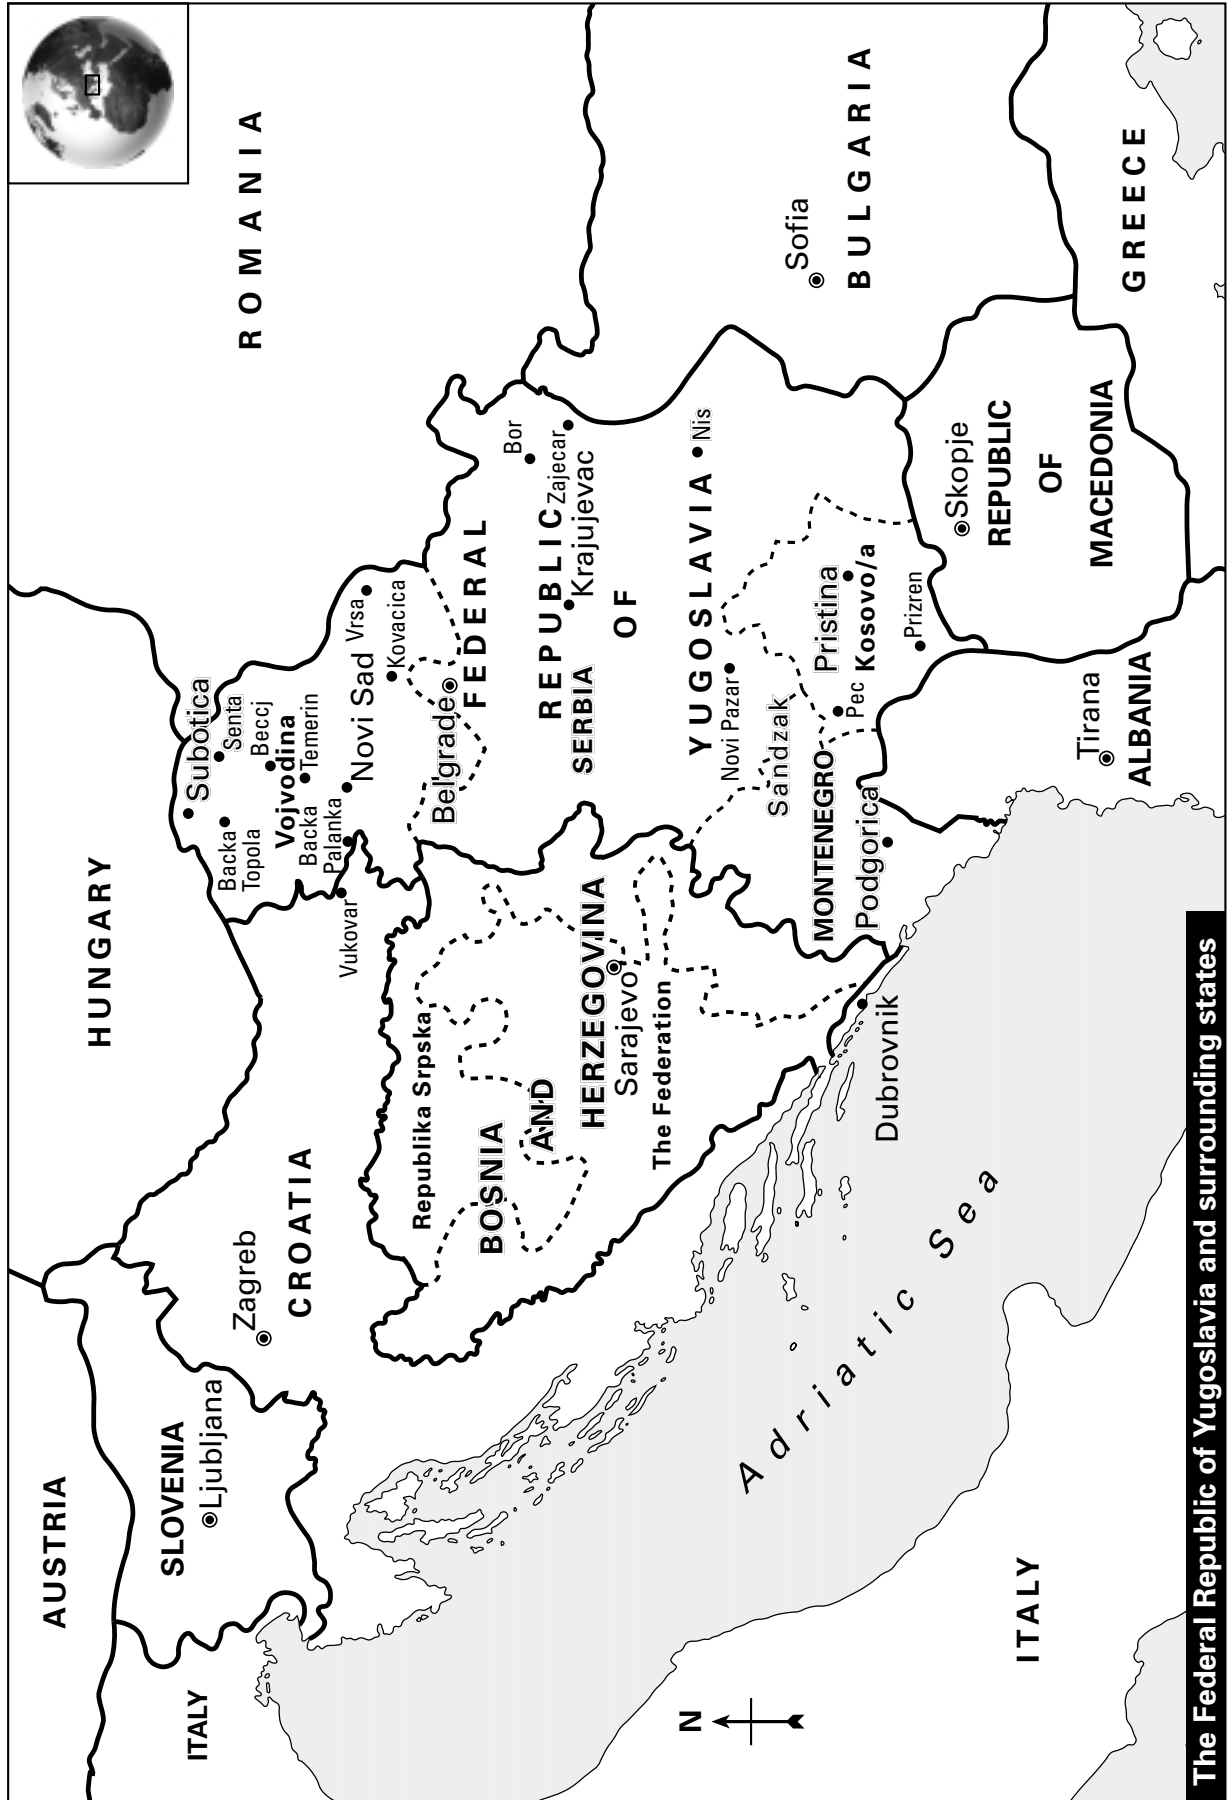 AUSTRIA
HUNGARY
ROMANIA
ITALY
SLOVENIA
Ljubljana
Zagreb
CROATIA
Subotica
Senta
Backa
Topola
Beccj
Vojvodina
Temerin
Backa
Palanka
Novi Sad
Vrsa
Kovacica
Vukovar
Belgrade
Republika Srpska
BOSNIA
AND
HERZEGOVINA
Sarajevo
The Federation
FEDERAL
REPUBLIC
OF
YUGOSLAVIA
SERBIA
Bor
Zajecar
Krajujevac
Nis
Novi Pazar
Sandzak
MONTENEGRO
Podgorica
Pristina
Kosovo/a
Pec
Prizren
Sofia
BULGARIA
Skopje
REPUBLIC
OF
MACEDONIA
Tirana
ALBANIA
GREECE
Dubrovnik
Adriatic Sea
ITALY
N
The Federal Republic of Yugoslavia and surrounding states